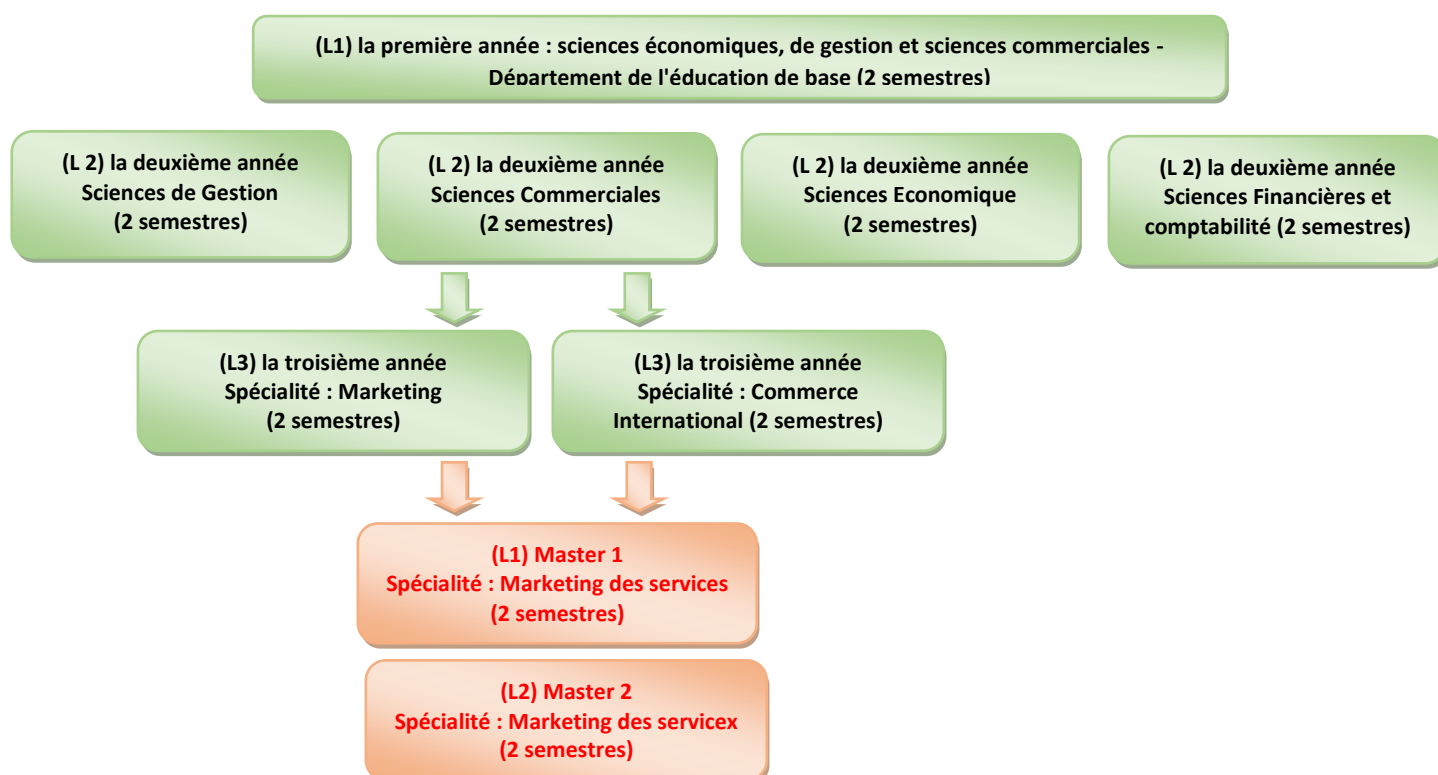 (L1) la première année : sciences économiques, de gestion et sciences commerciales -
Département de l'éducation de base (2 semestres)
(L 2) la deuxième année
Sciences de Gestion
(2 semestres)
(L 2) la deuxième année
Sciences Commerciales
(2 semestres)
(L 2) la deuxième année
Sciences Economique
(2 semestres)
(L 2) la deuxième année
Sciences Financières et
comptabilité (2 semestres)
(L3) la troisième année
Spécialité : Marketing
(2 semestres)
(L3) la troisième année
Spécialité : Commerce
International (2 semestres)
(L1) Master 1
Spécialité : Marketing des services
(2 semestres)
(L2) Master 2
Spécialité : Marketing des servicex
(2 semestres)